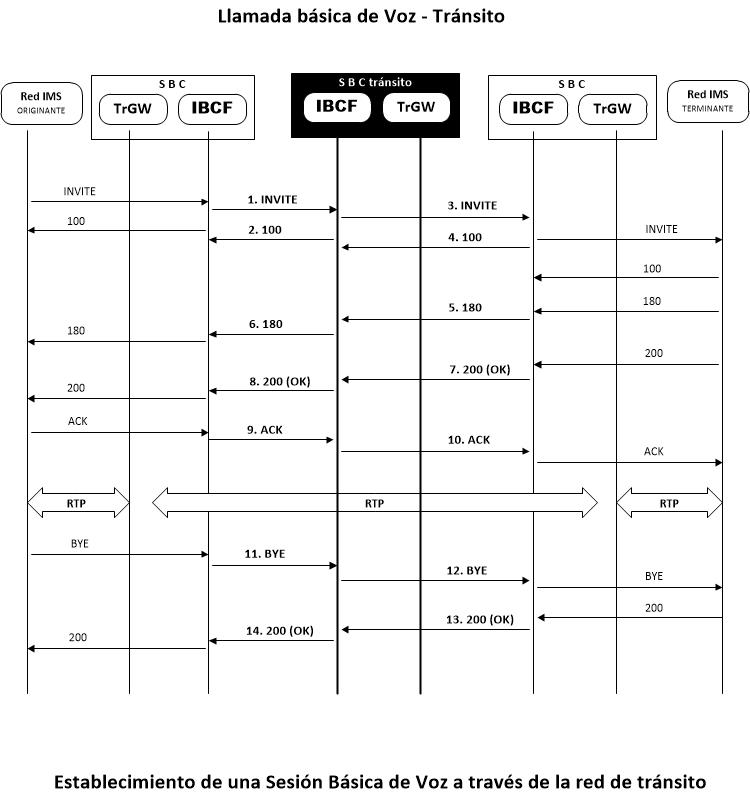 Llamada básica de Voz - Tránsito
S B C
S B C tránsito
S B C
Red IMS
ORIGINANTE
TrGW
IBCF
IBCF
TrGW
IBCF
TrGW
Red IMS
TERMINANTE
INVITE
1. INVITE
3. INVITE
100
2. 100
4. 100
INVITE
100
5. 180
180
180
6. 180
7. 200 (OK)
200
200
8. 200 (OK)
ACK
9. ACK
10. ACK
ACK
RTP
RTP
RTP
BYE
11. BYE
12. BYE
BYE
200
13. 200 (OK)
14. 200 (OK)
200
Establecimiento de una Sesión Básica de Voz a través de la red de tránsito